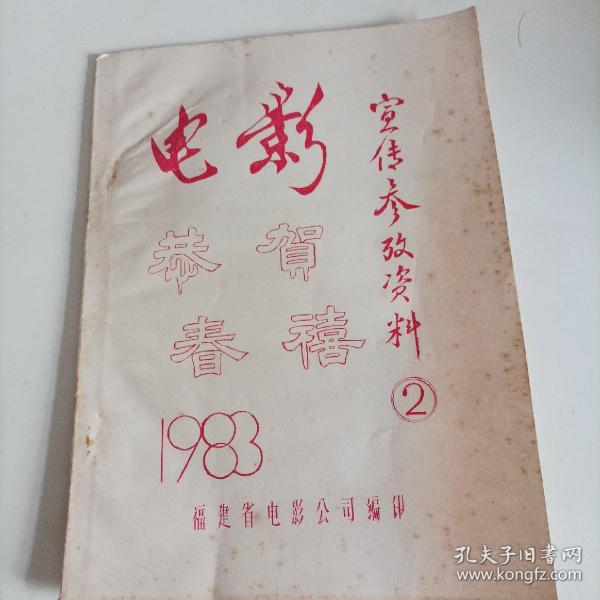 电影
宣传参攷资料
②
恭贺
春禧
1983
福建省电影公司编印
孔夫子旧书网
www.kongfz.com